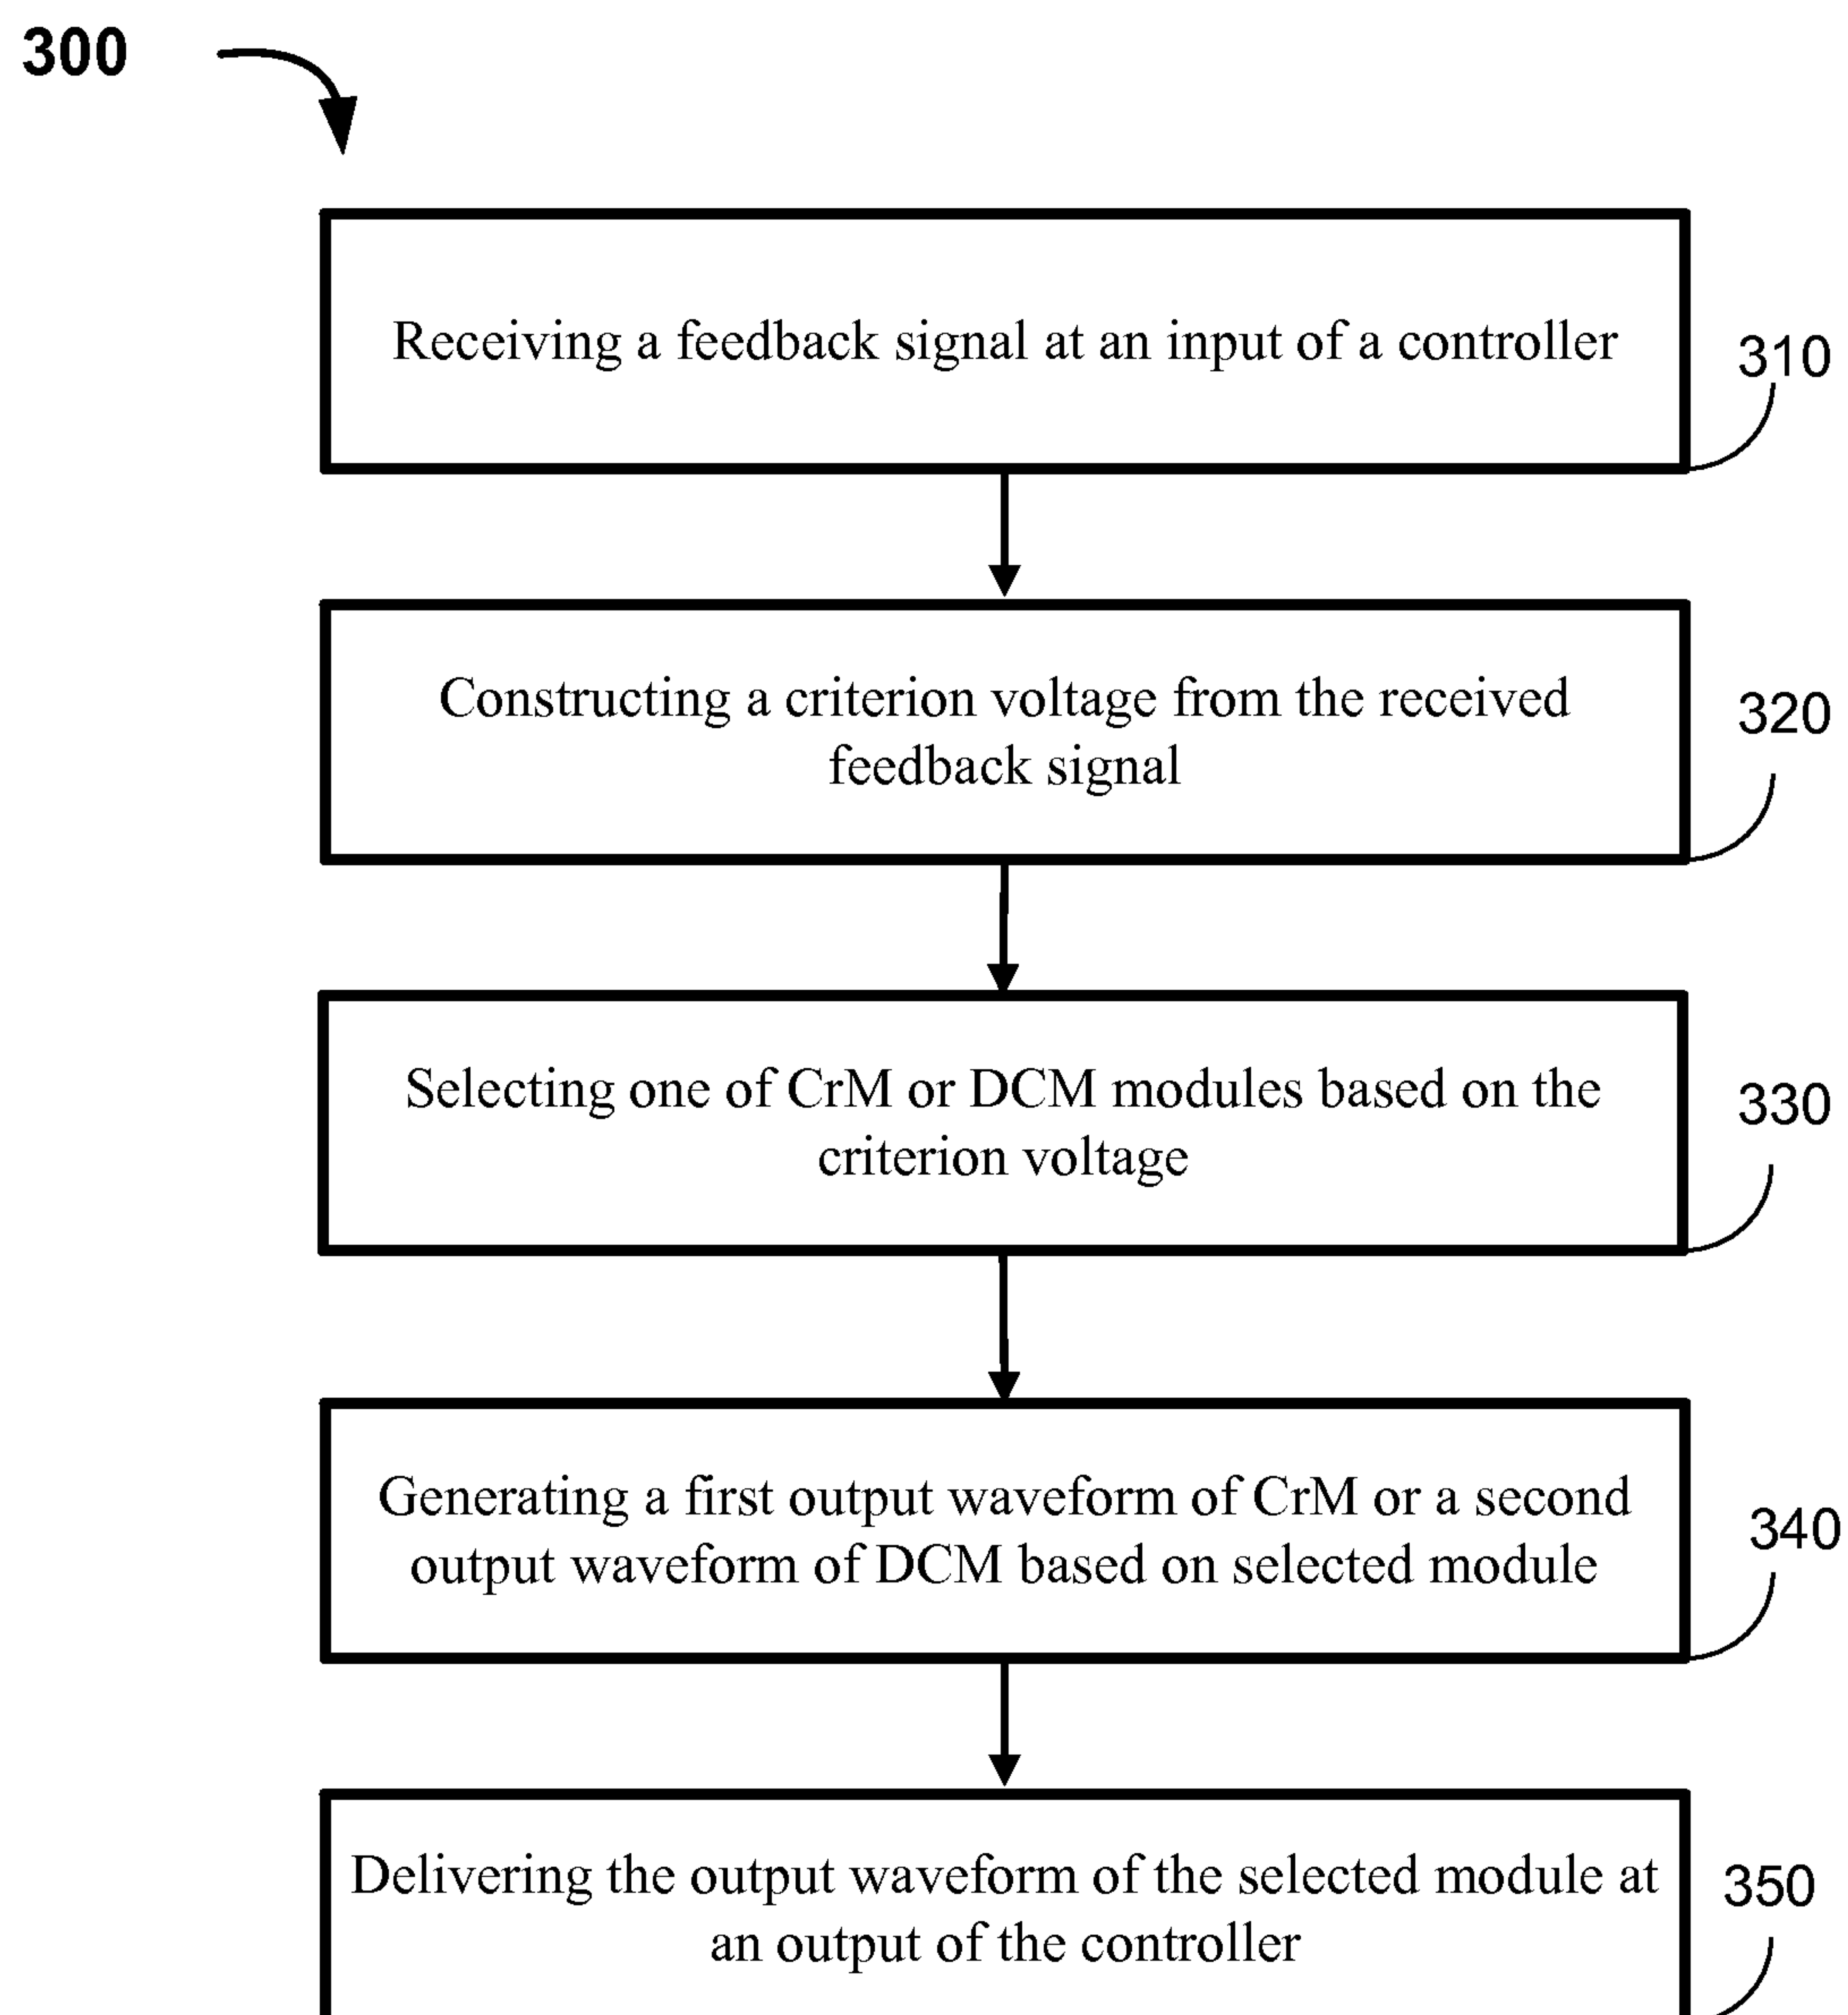 300
Receiving a feedback signal at an input of a controller
310
Constructing a criterion voltage from the received
feedback signal
320
Selecting one of CrM or DCM modules based on the
criterion voltage
330
Generating a first output waveform of CrM or a second
output waveform of DCM based on selected module
340
Delivering the output waveform of the selected module at
an output of the controller
350